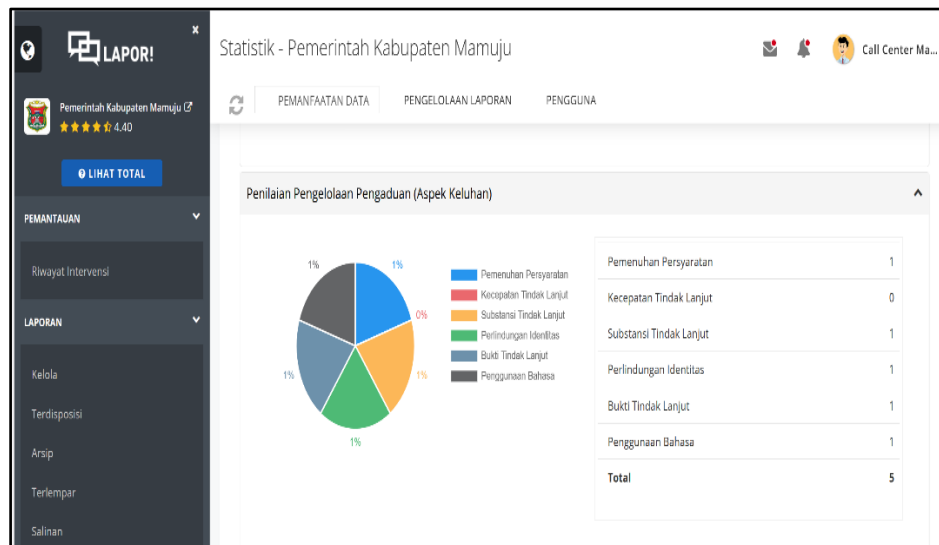 LAPOR!
×
Statistik - Pemerintah Kabupaten Mamuju
Call Center Ma...
Pemerintah Kabupaten Mamuju
4.40
LIHAT TOTAL
PEMANTAUAN
Riwayat Intervensi
LAPORAN
Kelola
Terdisposisi
Arsip
Terlempar
Salinan
PEMANFAATAN DATA PENGELOLAAN LAPORAN PENGGUNA
Penilaian Pengelolaan Pengaduan (Aspek Keluhan)
1% 1%
0%
1%
1%
1%
Pemenuhan Persyaratan
Kecepatan Tindak Lanjut
Substansi Tindak Lanjut
Perlindungan Identitas
Bukti Tindak Lanjut
Penggunaan Bahasa
Pemenuhan Persyaratan 1
Kecepatan Tindak Lanjut 0
Substansi Tindak Lanjut 1
Perlindungan Identitas 1
Bukti Tindak Lanjut 1
Penggunaan Bahasa 1
Total 5